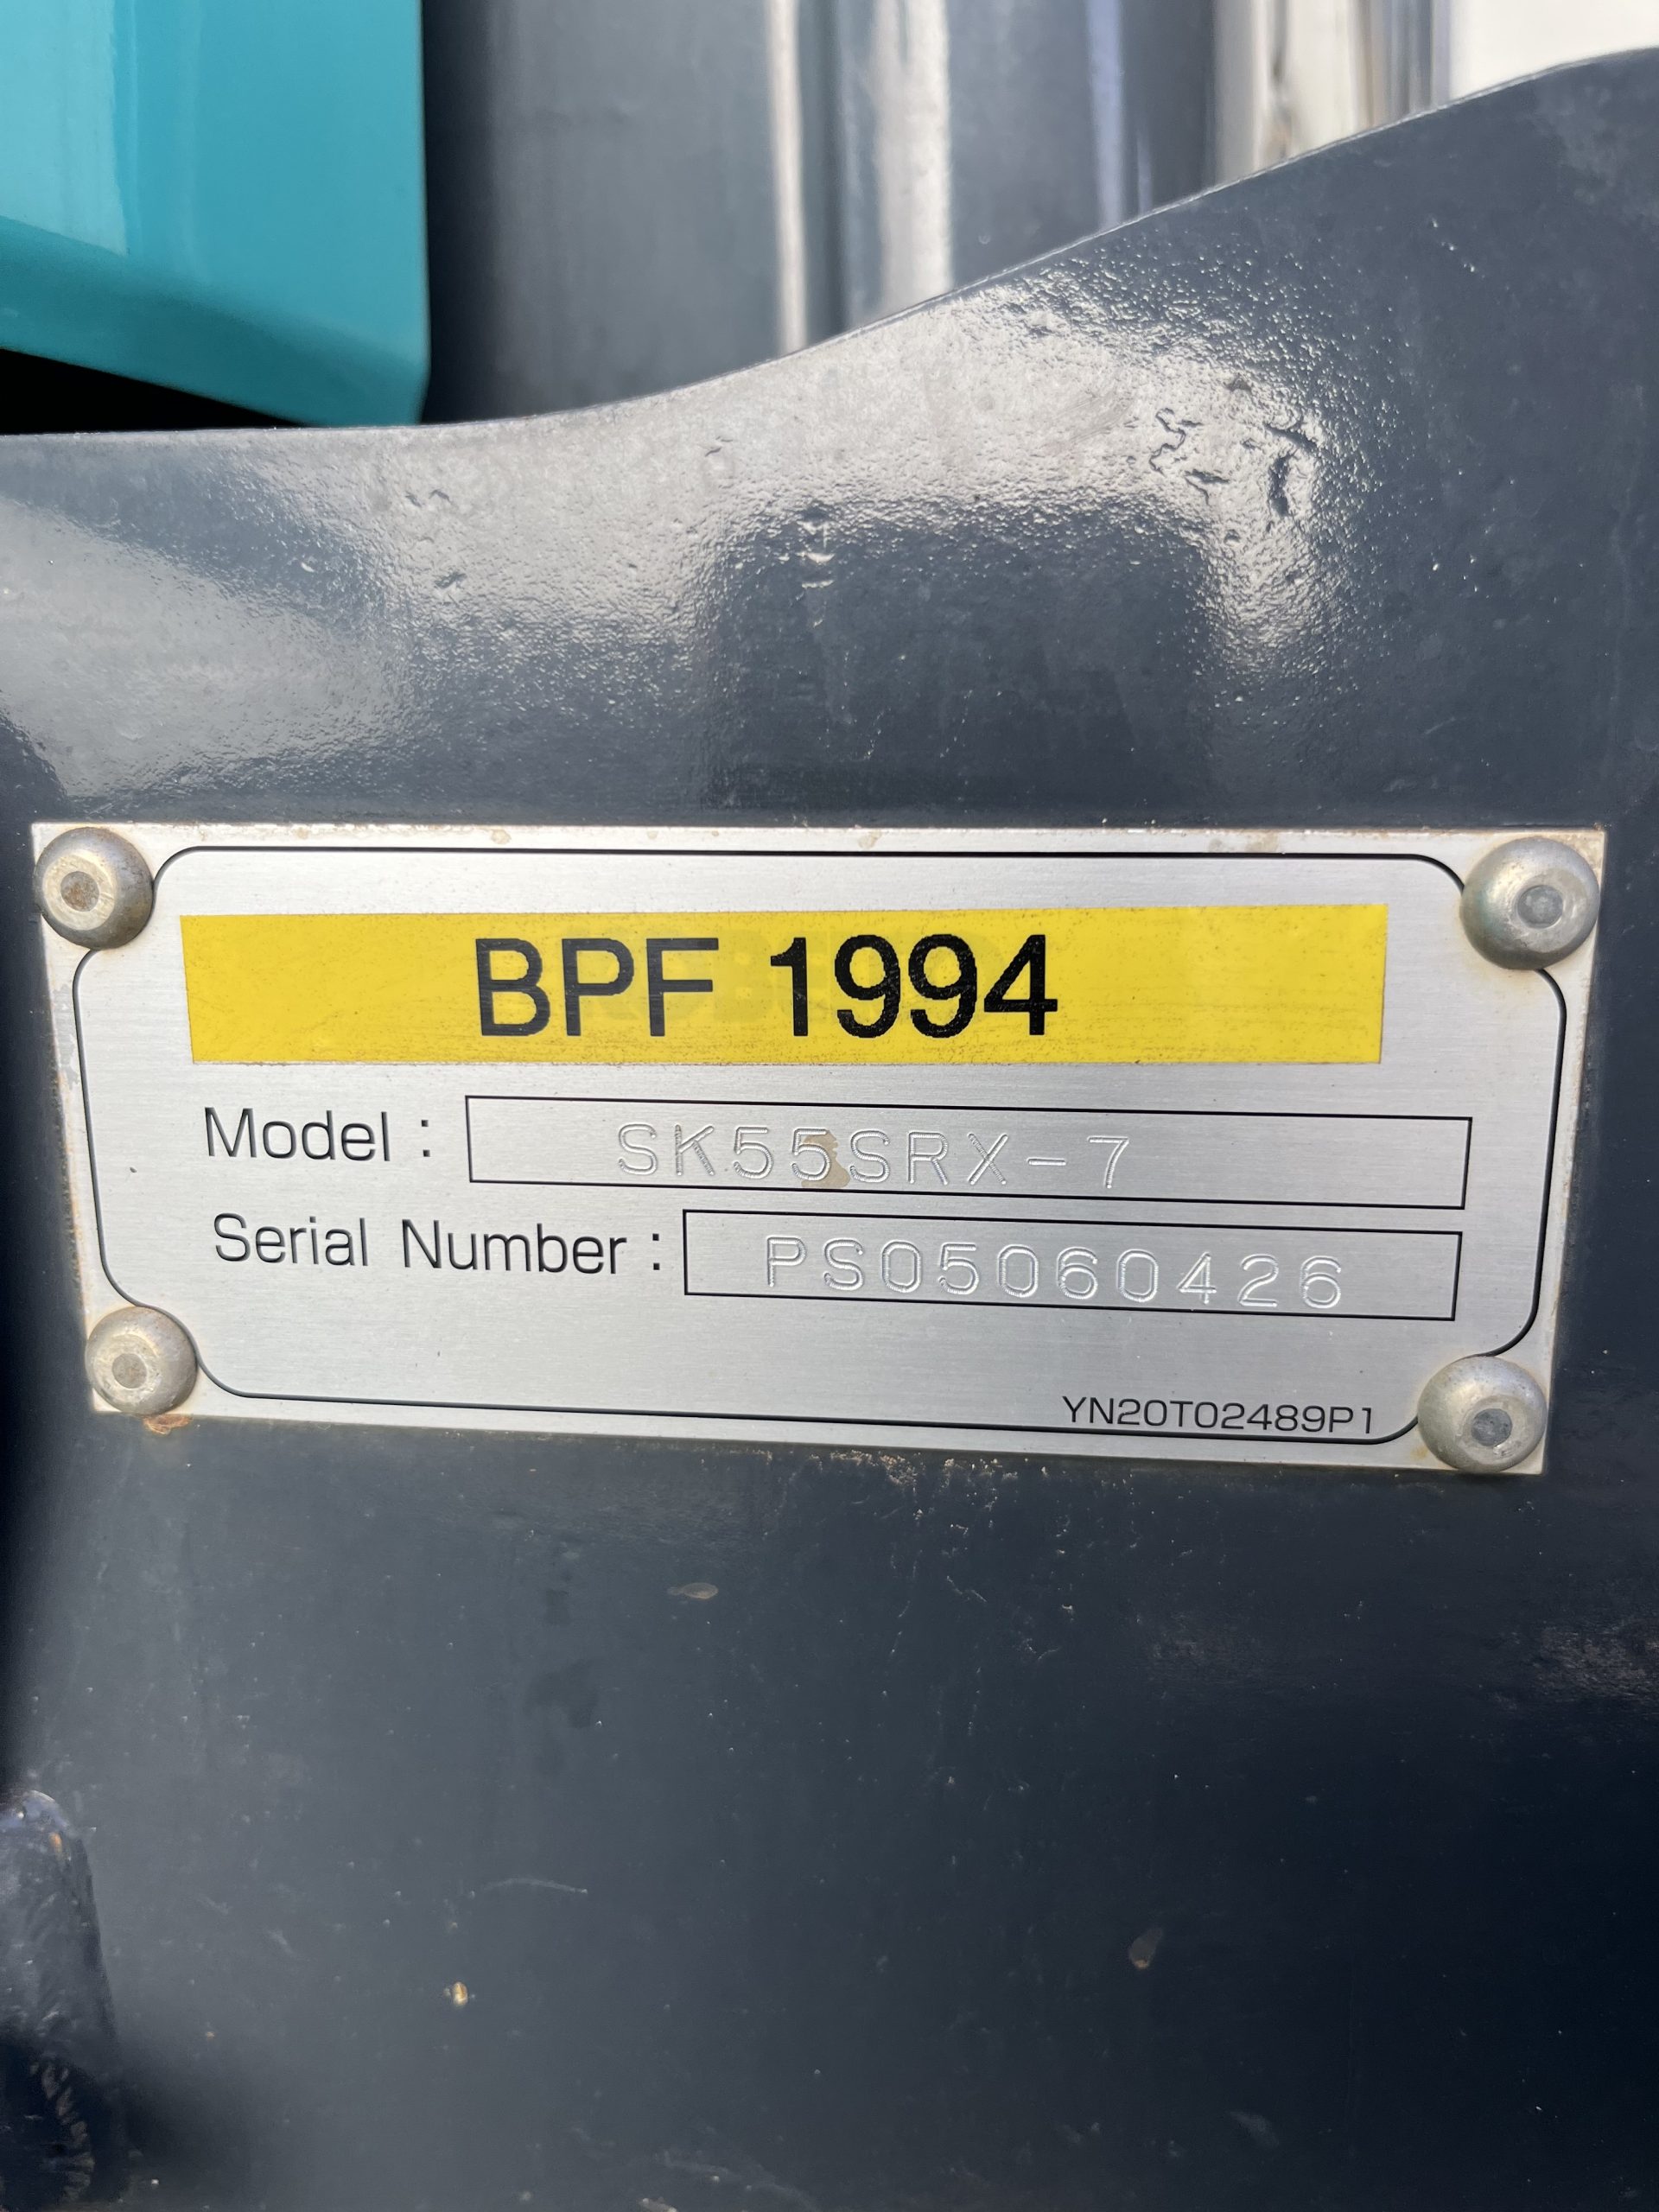 BPF 1994
Model : SK55SRX-7
Serial Number : PS05060426
YN20T02489P1